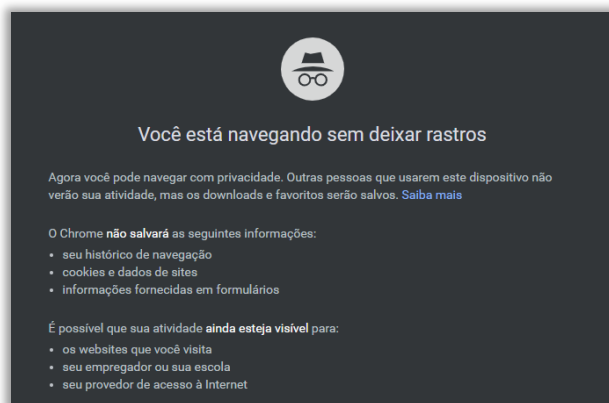 Você está navegando sem deixar rastros
Agora você pode navegar com privacidade. Outras pessoas que usarem este dispositivo não
verão sua atividade, mas os downloads e favoritos serão salvos. Saiba mais
O Chrome não salvará as seguintes informações:
• seu histórico de navegação
• cookies e dados de sites
• informações fornecidas em formulários
É possível que sua atividade ainda esteja visível para:
• os websites que você visita
• seu empregador ou sua escola
• seu provedor de acesso à Internet